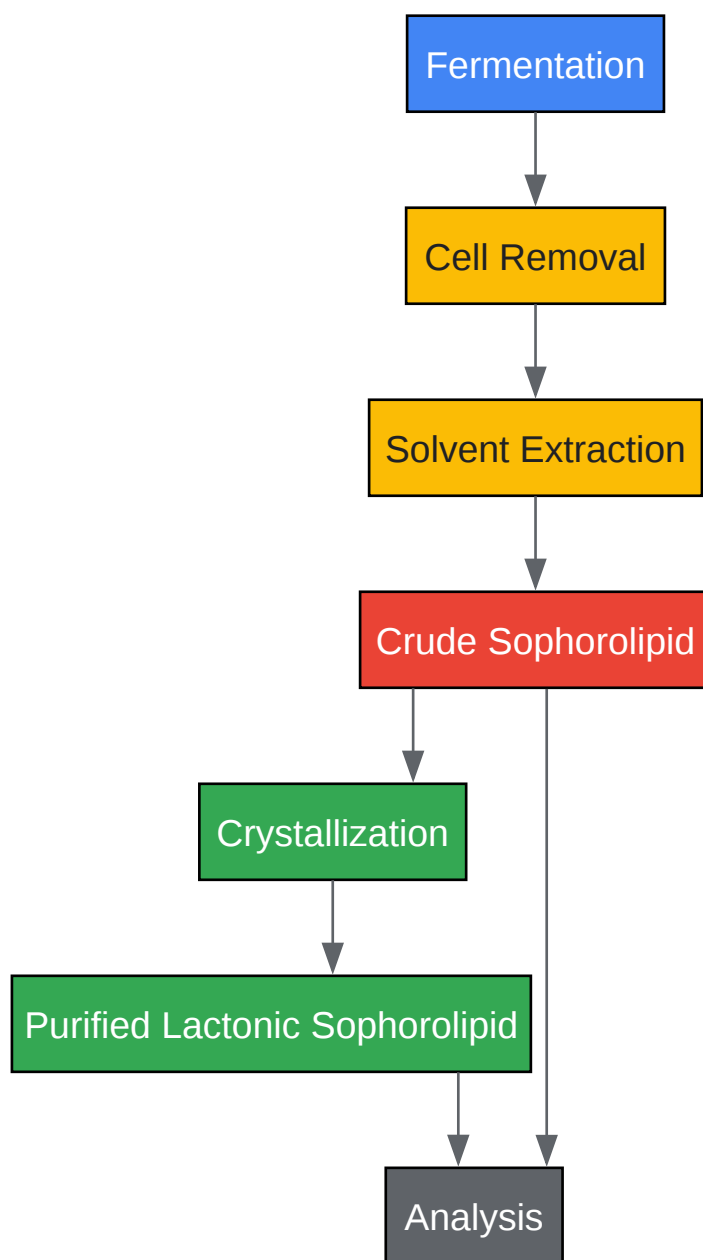 Fermentation
Cell Removal
Solvent Extraction
Crude Sophorolipid
Crystallization
Purified Lactonic Sophorolipid
Analysis